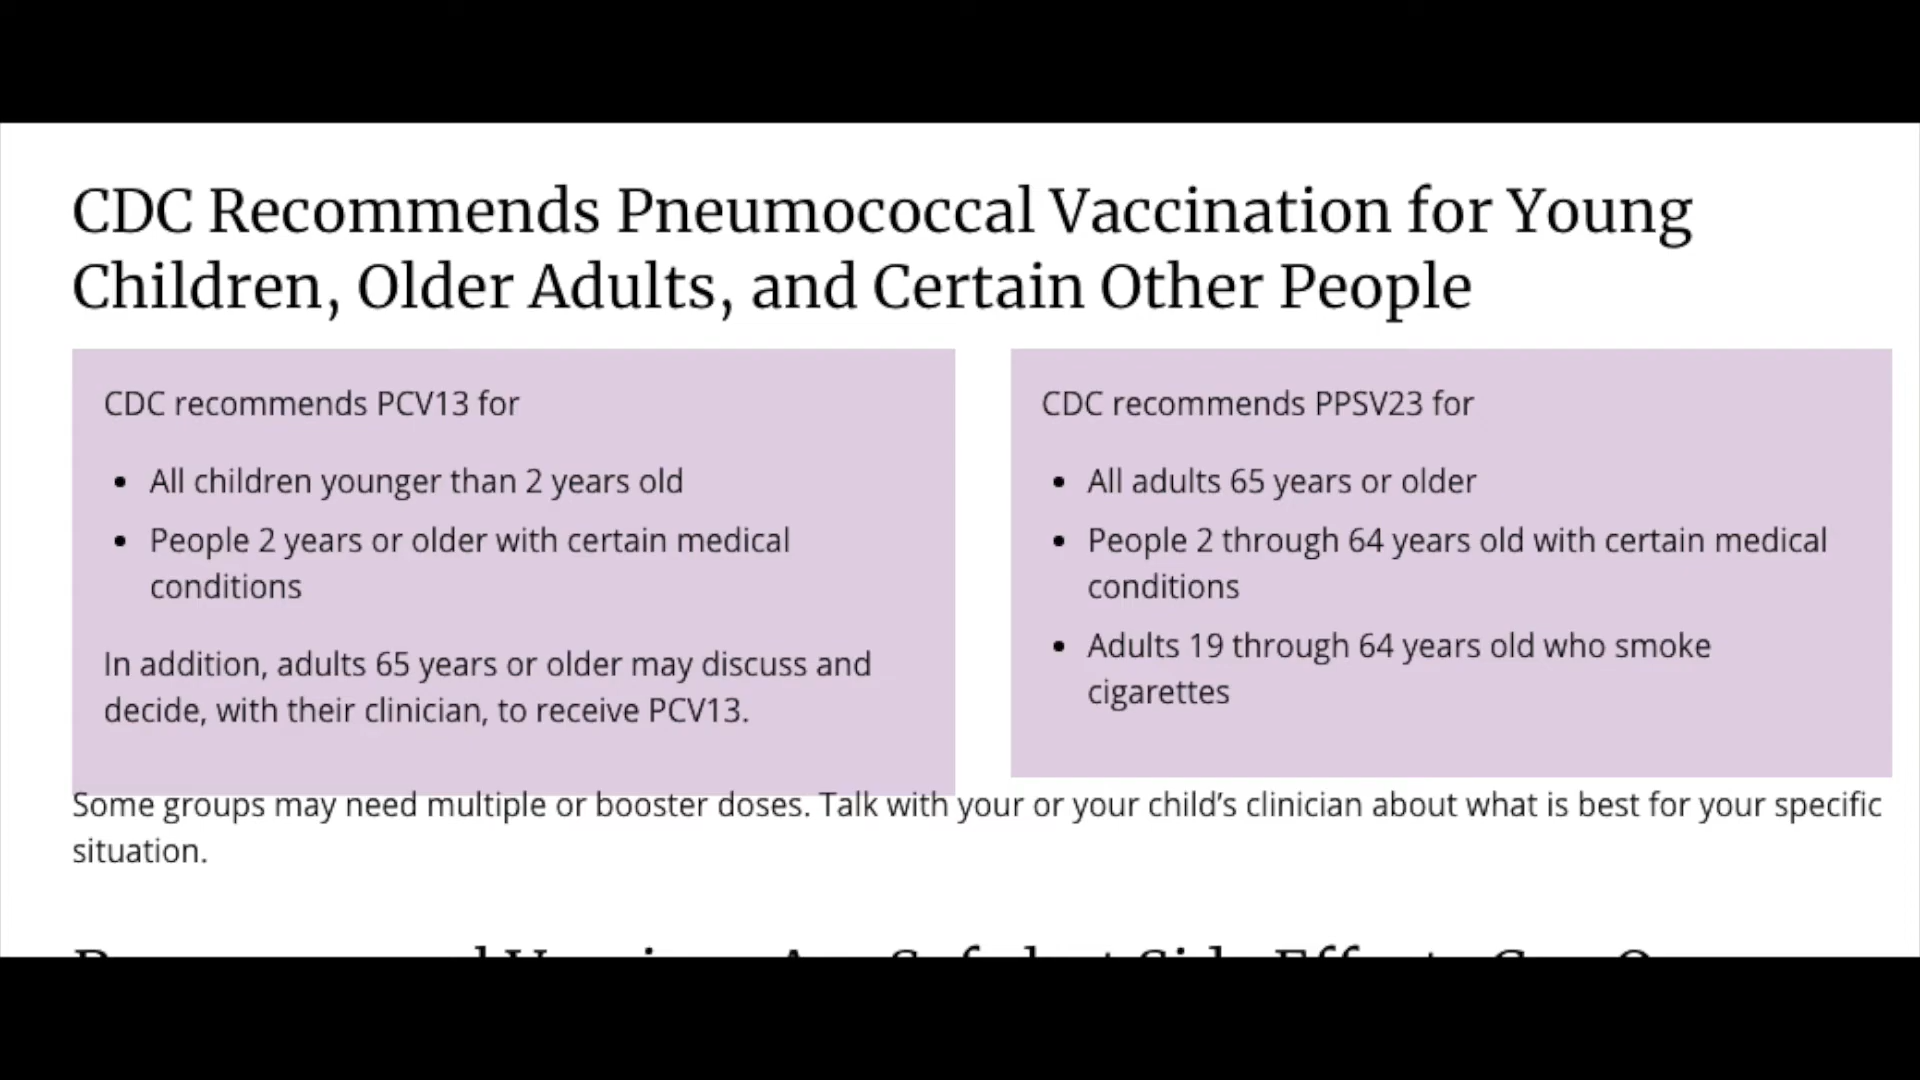 CDC Recommends Pneumococcal Vaccination for Young
Children, Older Adults, and Certain Other People
CDC recommends PCV13 for
• All children younger than 2 years old
• People 2 years or older with certain medical
conditions
In addition, adults 65 years or older may discuss and
decide, with their clinician, to receive PCV13.
CDC recommends PPSV23 for
• All adults 65 years or older
• People 2 through 64 years old with certain medical
conditions
• Adults 19 through 64 years old who smoke
cigarettes
Some groups may need multiple or booster doses. Talk with your or your child’s clinician about what is best for your specific
situation.